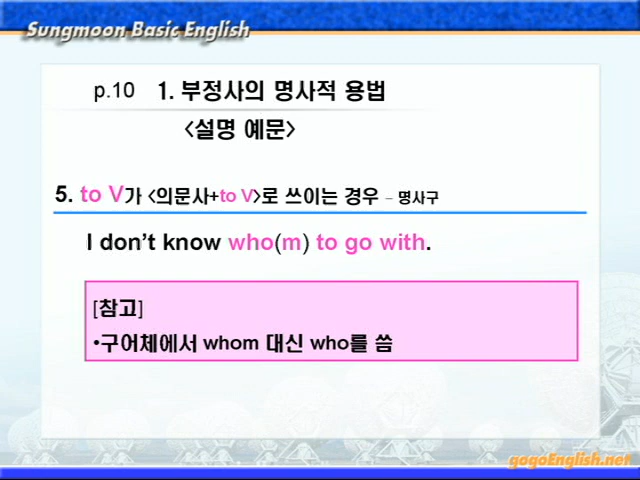 Sungmoon Basic English
p.10 1. 부정사의 명사적 용법
<설명 예문>
5. to V가 <의문사+to V>로 쓰이는 경우 – 명사구
I don't know who(m) to go with.
[참고]
•구어체에서 whom 대신 who를 씀
gogoEnglish.net